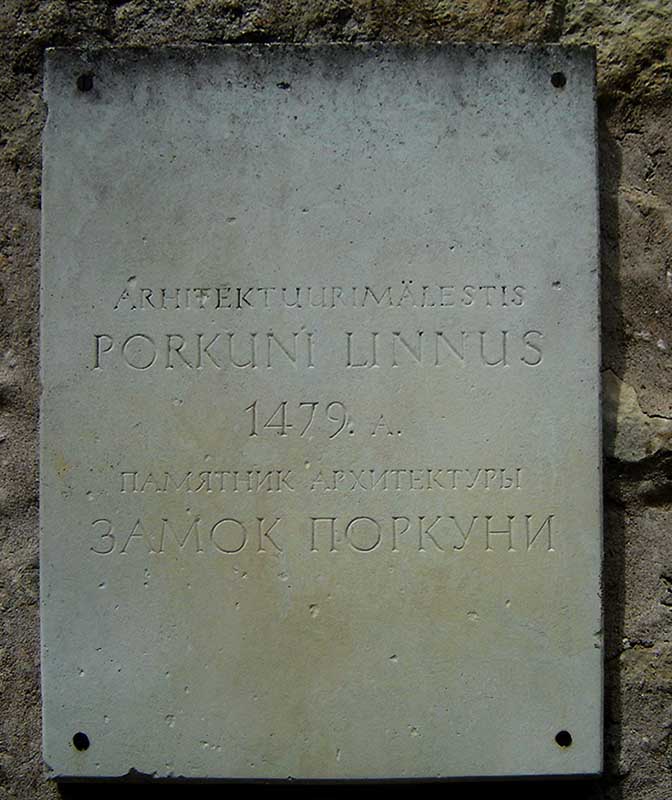 ARHITEKTUURIMÄLESTIS
PORKUNI LINNUS
1479. A.
ПАМЯТНИК АРХИТЕКТУРЫ
ЗАМОК ПОРКУНИ